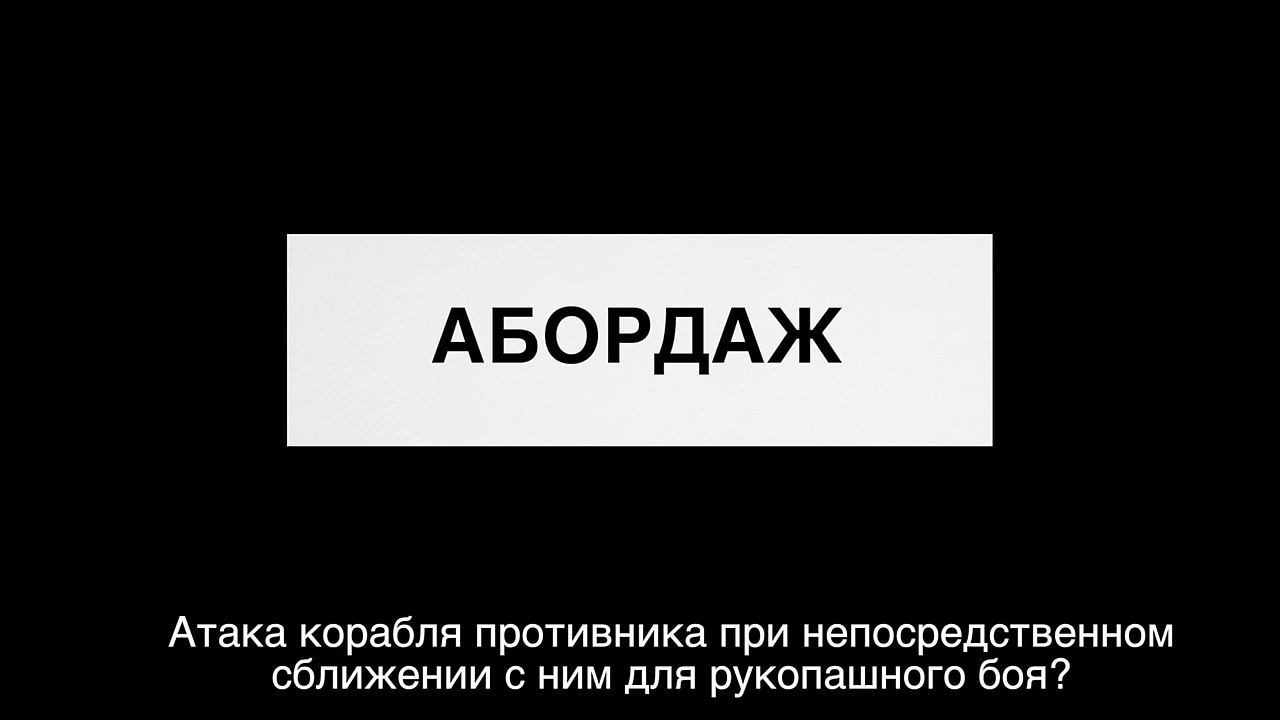 АБОРДАЖ
Атака корабля противника при непосредственном
сближении с ним для рукопашного боя?